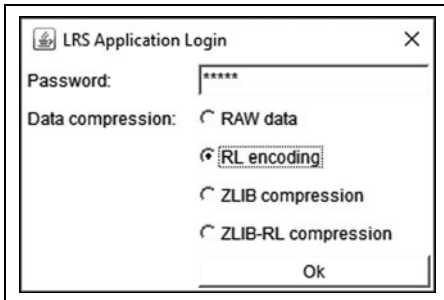 LRS Application Login
Password: *****
Data compression: RAW data
RL encoding
ZLIB compression
ZLIB-RL compression
Ok